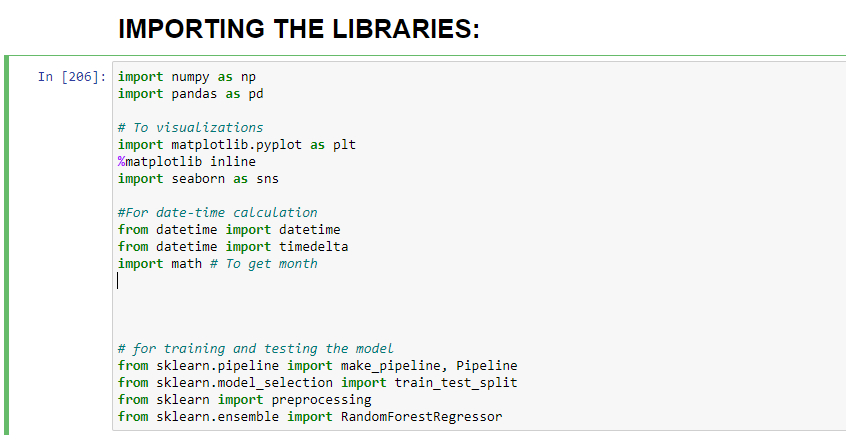 IMPORTING THE LIBRARIES:
In [206]:
import numpy as np
import pandas as pd
# To visualizations
import matplotlib.pyplot as plt
%matplotlib inline
import seaborn as sns
#For date-time calculation
from datetime import datetime
from datetime import timedelta
import math # To get month
# for training and testing the model
from sklearn.pipeline import make_pipeline, Pipeline
from sklearn.model_selection import train_test_split
from sklearn import preprocessing
from sklearn.ensemble import RandomForestRegressor